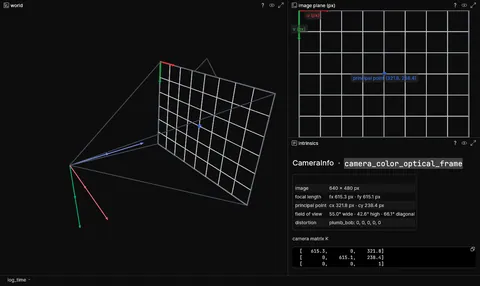 world
image plane (px)
principal point (321.8, 238.4)
intrinsics
CameraInfo · camera_color_optical_frame
image 640 × 480 px
focal length fx 615.3 px · fy 615.1 px
principal point cx 321.8 px · cy 238.4 px
field of view 55.0° wide · 42.6° high · 66.1° diagonal
distortion plumb_bob; 0, 0, 0, 0, 0
camera matrix K
[ 615.3, 0, 321.8]
[ 0, 615.1, 238.4]
[ 0, 0, 1]
log_time